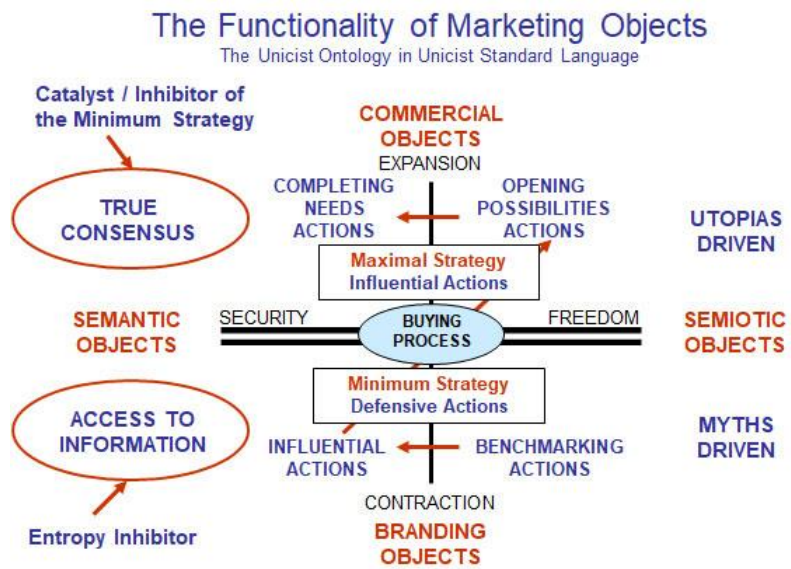 The Functionality of Marketing Objects
The Unicist Ontology in Unicist Standard Language
Catalyst / Inhibitor of
the Minimum Strategy
COMMERCIAL
OBJECTS
EXPANSION
TRUE
CONSENSUS
COMPLETING
NEEDS
ACTIONS
OPENING
POSSIBILITIES
ACTIONS
UTOPIAS
DRIVEN
Maximal Strategy
Influential Actions
SEMANTIC
OBJECTS
SECURITY
BUYING
PROCESS
FREEDOM
SEMIOTIC
OBJECTS
Minimum Strategy
Defensive Actions
ACCESS TO
INFORMATION
INFLUENTIAL
ACTIONS
BENCHMARKING
ACTIONS
MYTHS
DRIVEN
CONTRACTION
Entropy Inhibitor
BRANDING
OBJECTS